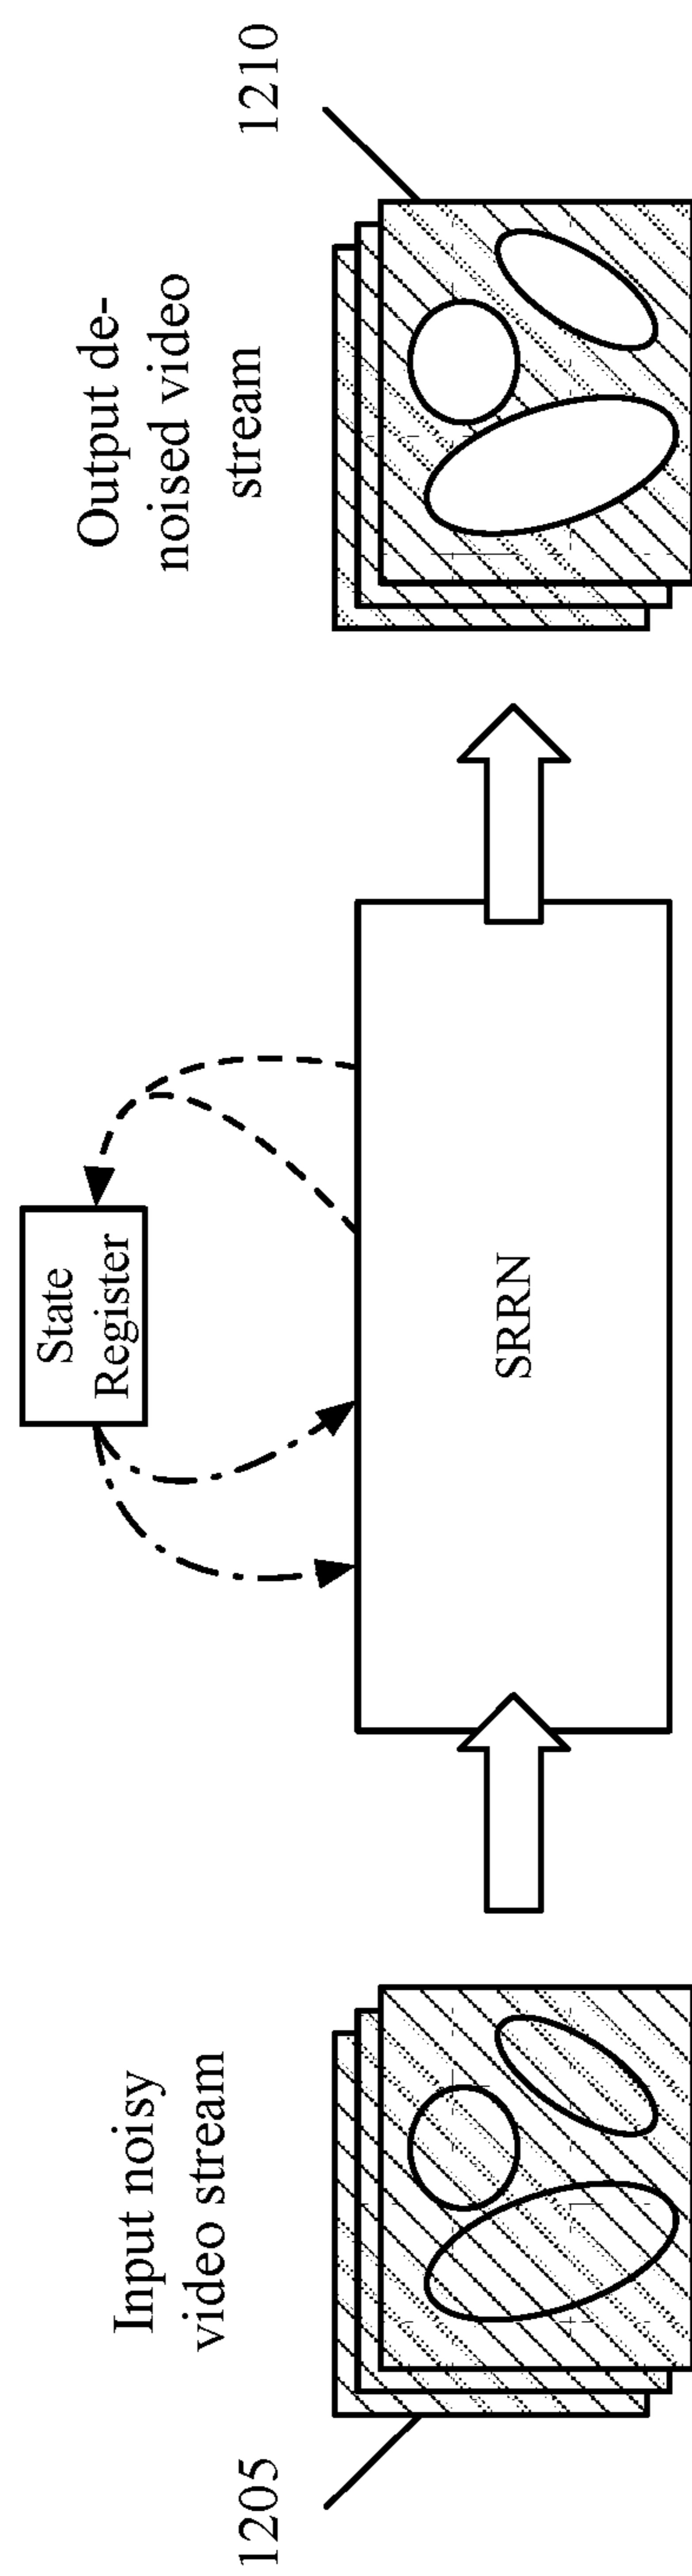 1205
Input noisy
video stream
State
Register
SRRN
Output de-
noised video
stream
1210